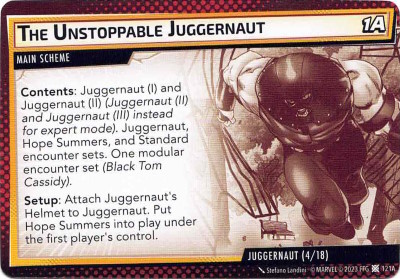 THE UNSTOPPABLE JUGGERNAUT
1A
MAIN SCHEME
Contents: Juggernaut (I) and
Juggernaut (II) (Juggernaut (II)
and Juggernaut (III) instead
for expert mode). Juggernaut,
Hope Summers, and Standard
encounter sets. One modular
encounter set (Black Tom
Cassidy).
Setup: Attach Juggernaut's
Helmet to Juggernaut. Put
Hope Summers into play under
the first player's control.
JUGGERNAUT (4/18)
Stefano Landini ©MARVEL ©2023 FFG 121A